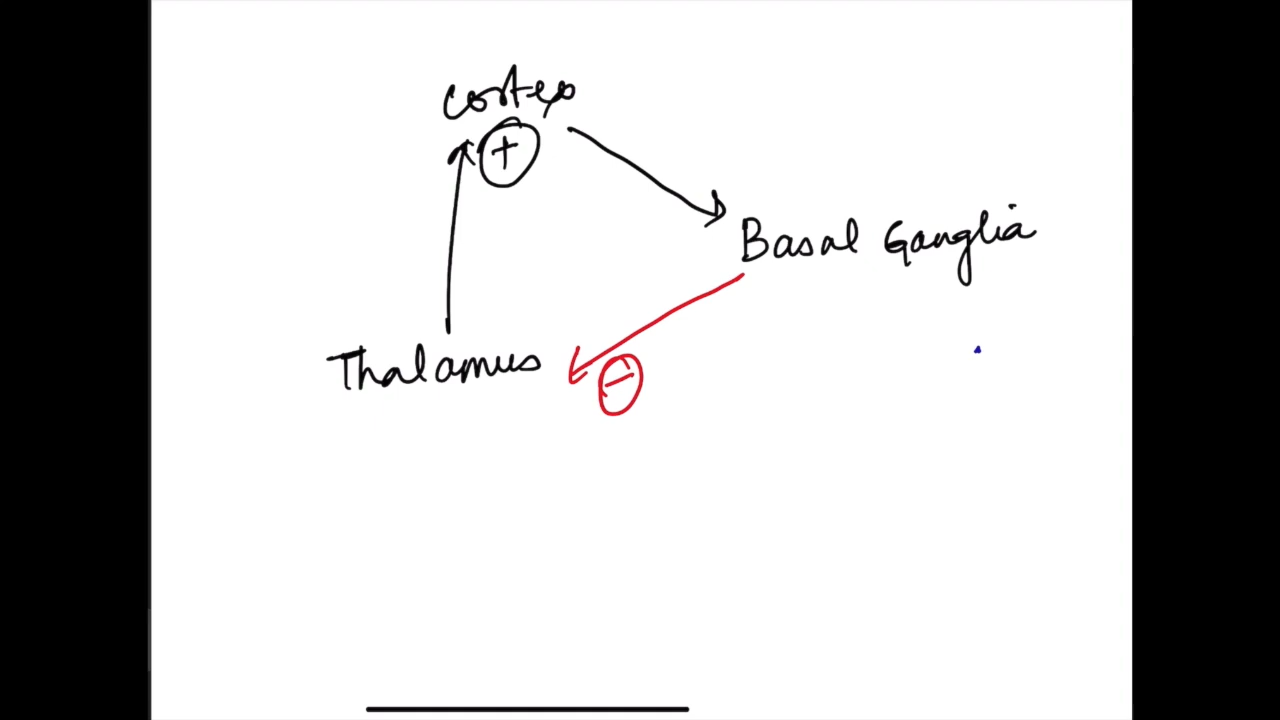 Cortex
+
Basal Ganglia
Thalamus
-